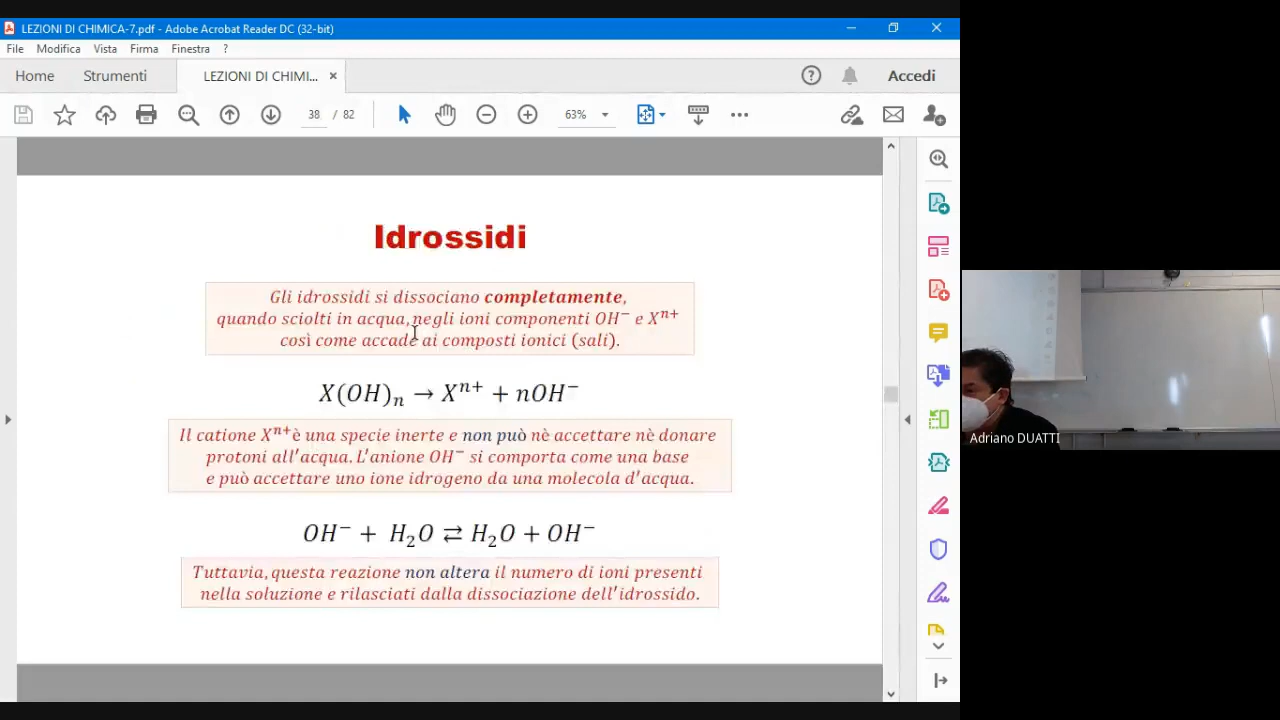 LEZIONI DI CHIMICA-7.pdf - Adobe Acrobat Reader DC (32-bit)
File Modifica Vista Firma Finestra ?
Home Strumenti LEZIONI DI CHIMI... × Accedi
38 / 82 63%
Idrossidi
Gli idrossidi si dissociano completamente,
quando sciolti in acqua, negli ioni componenti OH⁻ e Xⁿ⁺
così come accade ai composti ionici (sali).
X(OH)ₙ → Xⁿ⁺ + nOH⁻
Il catione Xⁿ⁺è una specie inerte e non può nè accettare nè donare
protoni all'acqua. L'anione OH⁻ si comporta come una base
e può accettare uno ione idrogeno da una molecola d'acqua.
OH⁻ + H₂O ⇄ H₂O + OH⁻
Tuttavia, questa reazione non altera il numero di ioni presenti
nella soluzione e rilasciati dalla dissociazione dell'idrossido.
Adriano DUATTI